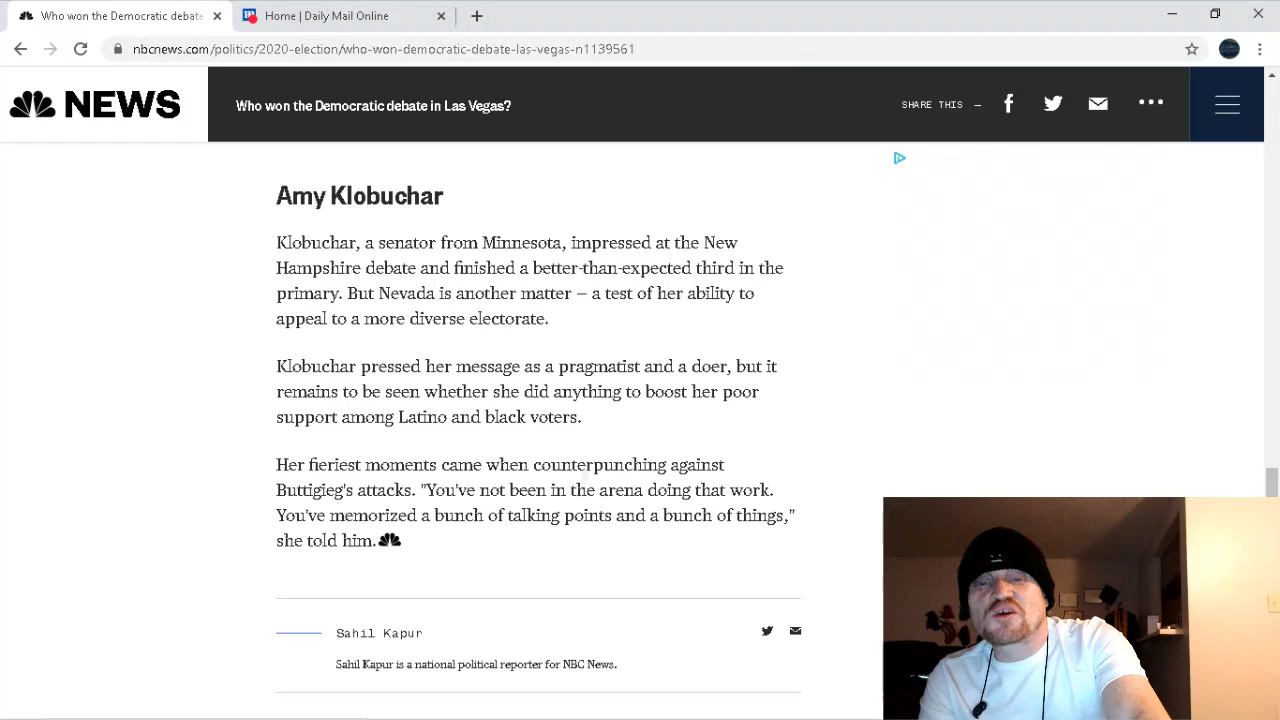 Who won the Democratic debate
Home | Daily Mail Online
nbcnews.com/politics/2020-election/who-won-democratic-debate-las-vegas-n1139561
NEWS
Who won the Democratic debate in Las Vegas?
SHARE THIS —
Amy Klobuchar
Klobuchar, a senator from Minnesota, impressed at the New
Hampshire debate and finished a better-than-expected third in the
primary. But Nevada is another matter — a test of her ability to
appeal to a more diverse electorate.
Klobuchar pressed her message as a pragmatist and a doer, but it
remains to be seen whether she did anything to boost her poor
support among Latino and black voters.
Her fieriest moments came when counterpunching against
Buttigieg's attacks. "You've not been in the arena doing that work.
You've memorized a bunch of talking points and a bunch of things,"
she told him.
Sahil Kapur
Sahil Kapur is a national political reporter for NBC News.